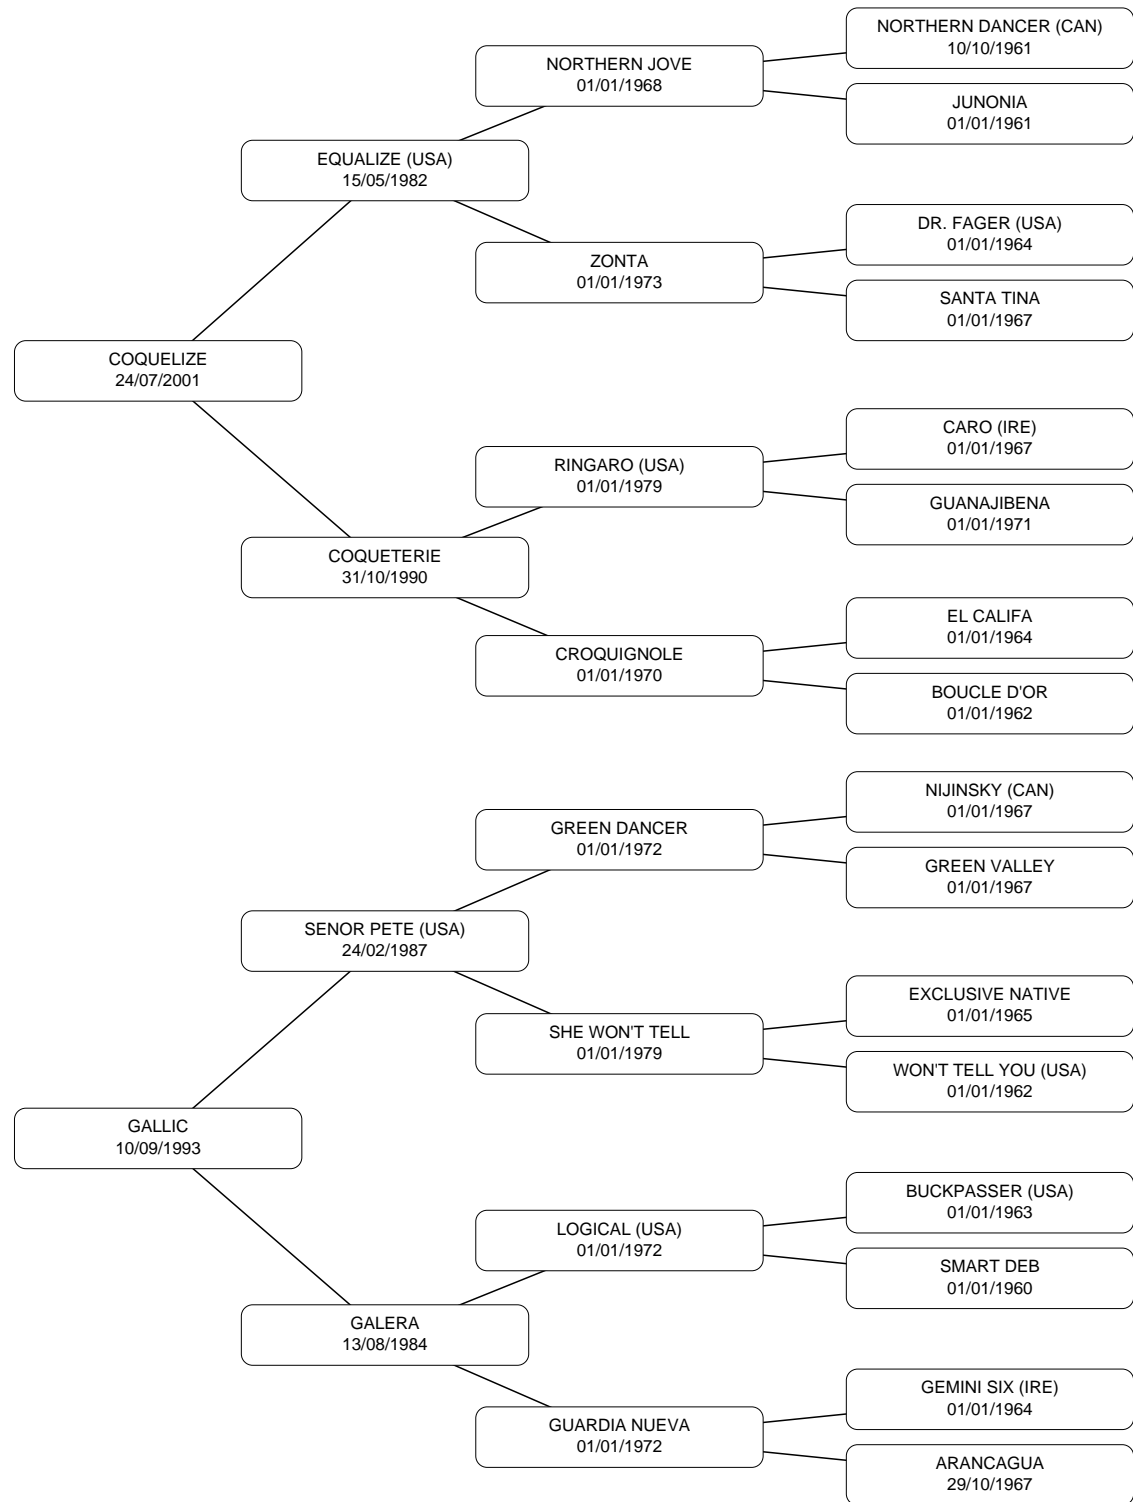 NORTHERN DANCER (CAN)
10/10/1961
NORTHERN JOVE
01/01/1968
JUNONIA
01/01/1961
EQUALIZE (USA)
15/05/1982
DR. FAGER (USA)
01/01/1964
ZONTA
01/01/1973
SANTA TINA
01/01/1967
COQUELIZE
24/07/2001
CARO (IRE)
01/01/1967
RINGARO (USA)
01/01/1979
GUANAJIBENA
01/01/1971
COQUETERIE
31/10/1990
EL CALIFA
01/01/1964
CROQUIGNOLE
01/01/1970
BOUCLE D'OR
01/01/1962
NIJINSKY (CAN)
01/01/1967
GREEN DANCER
01/01/1972
GREEN VALLEY
01/01/1967
SENOR PETE (USA)
24/02/1987
EXCLUSIVE NATIVE
01/01/1965
SHE WON'T TELL
01/01/1979
WON'T TELL YOU (USA)
01/01/1962
GALLIC
10/09/1993
BUCKPASSER (USA)
01/01/1963
LOGICAL (USA)
01/01/1972
SMART DEB
01/01/1960
GALERA
13/08/1984
GEMINI SIX (IRE)
01/01/1964
GUARDIA NUEVA
01/01/1972
ARANCAGUA
29/10/1967